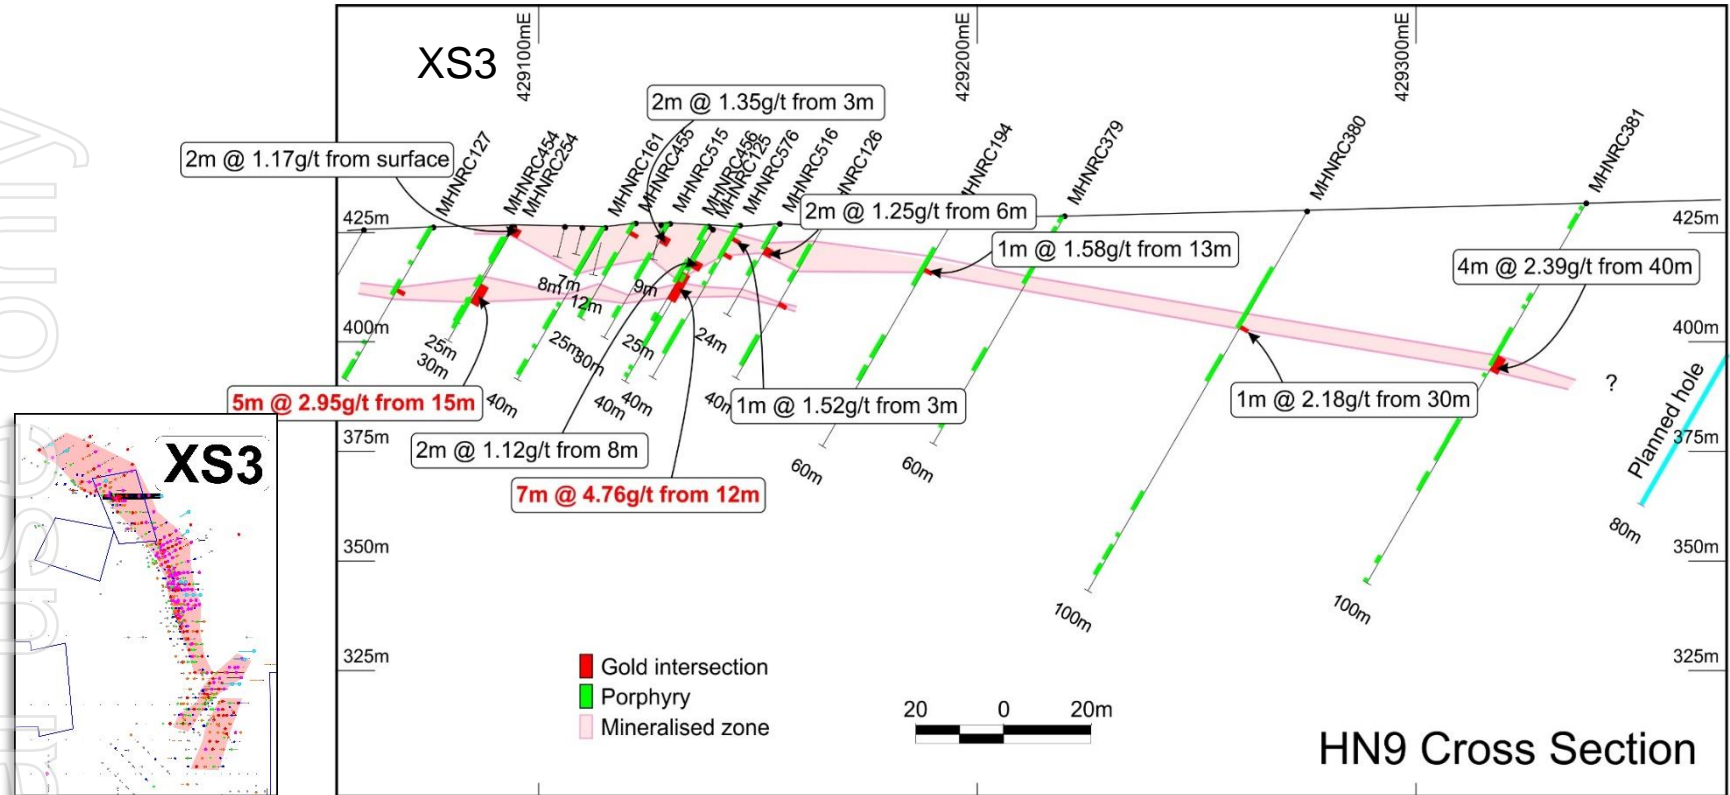 XS3
429100mE
429200mE
429300mE
2m @ 1.35g/t from 3m
2m @ 1.17g/t from surface
MHNRC127
MHNRC454
MHNRC254
MHNRC161
MHNRC455
MHNRC515
MHNRC456
MHNRC125
MHNRC576
MHNRC516
HNRC126
MHNRC194
MHNRC379
MHNRC380
MHNRC381
2m @ 1.25g/t from 6m
1m @ 1.58g/t from 13m
4m @ 2.39g/t from 40m
425m
425m
8m
7m
12m
9m
400m
400m
25m
30m
25m
30m
25m
24m
40m
40m
40m
40m
5m @ 2.95g/t from 15m
1m @ 1.52g/t from 3m
1m @ 2.18g/t from 30m
?
Planned hole
375m
375m
2m @ 1.12g/t from 8m
60m
60m
7m @ 4.76g/t from 12m
80m
XS3
350m
350m
100m
100m
325m
325m
Gold intersection
Porphyry
Mineralised zone
20 0 20m
HN9 Cross Section